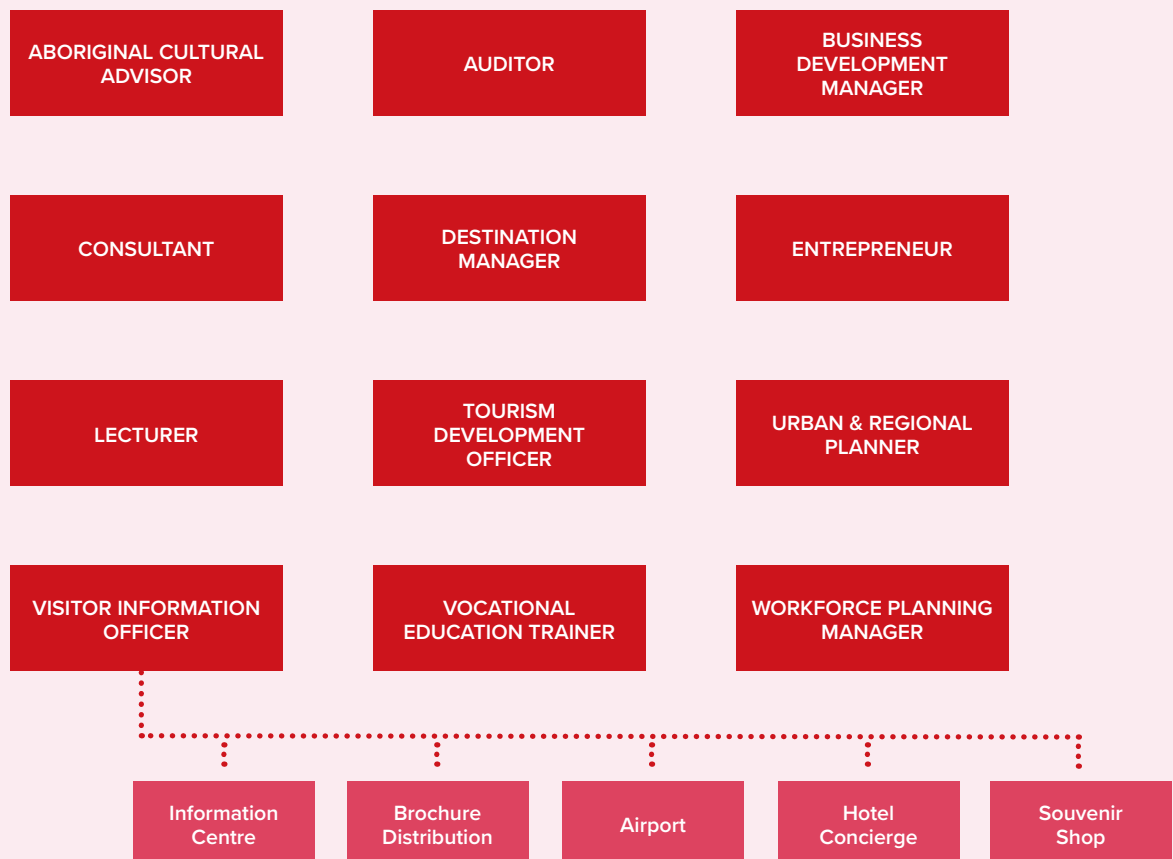 ABORIGINAL CULTURAL
ADVISOR
AUDITOR
BUSINESS
DEVELOPMENT
MANAGER
CONSULTANT
DESTINATION
MANAGER
ENTREPRENEUR
LECTURER
TOURISM
DEVELOPMENT
OFFICER
URBAN & REGIONAL
PLANNER
VISITOR INFORMATION
OFFICER
VOCATIONAL
EDUCATION TRAINER
WORKFORCE PLANNING
MANAGER
Information
Centre
Brochure
Distribution
Airport
Hotel
Concierge
Souvenir
Shop